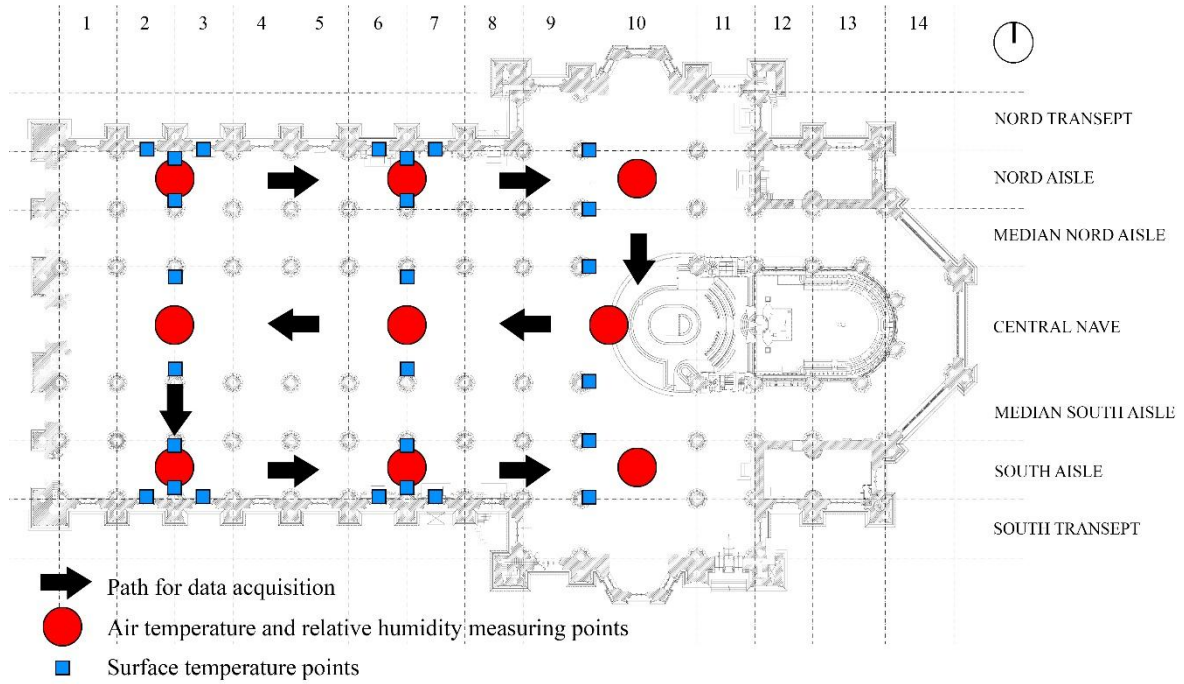 1 2 3 4 5 6 7 8 9 10 11 12 13 14
NORD TRANSEPT
NORD AISLE
MEDIAN NORD AISLE
CENTRAL NAVE
MEDIAN SOUTH AISLE
SOUTH AISLE
SOUTH TRANSEPT
Path for data acquisition
Air temperature and relative humidity measuring points
Surface temperature points